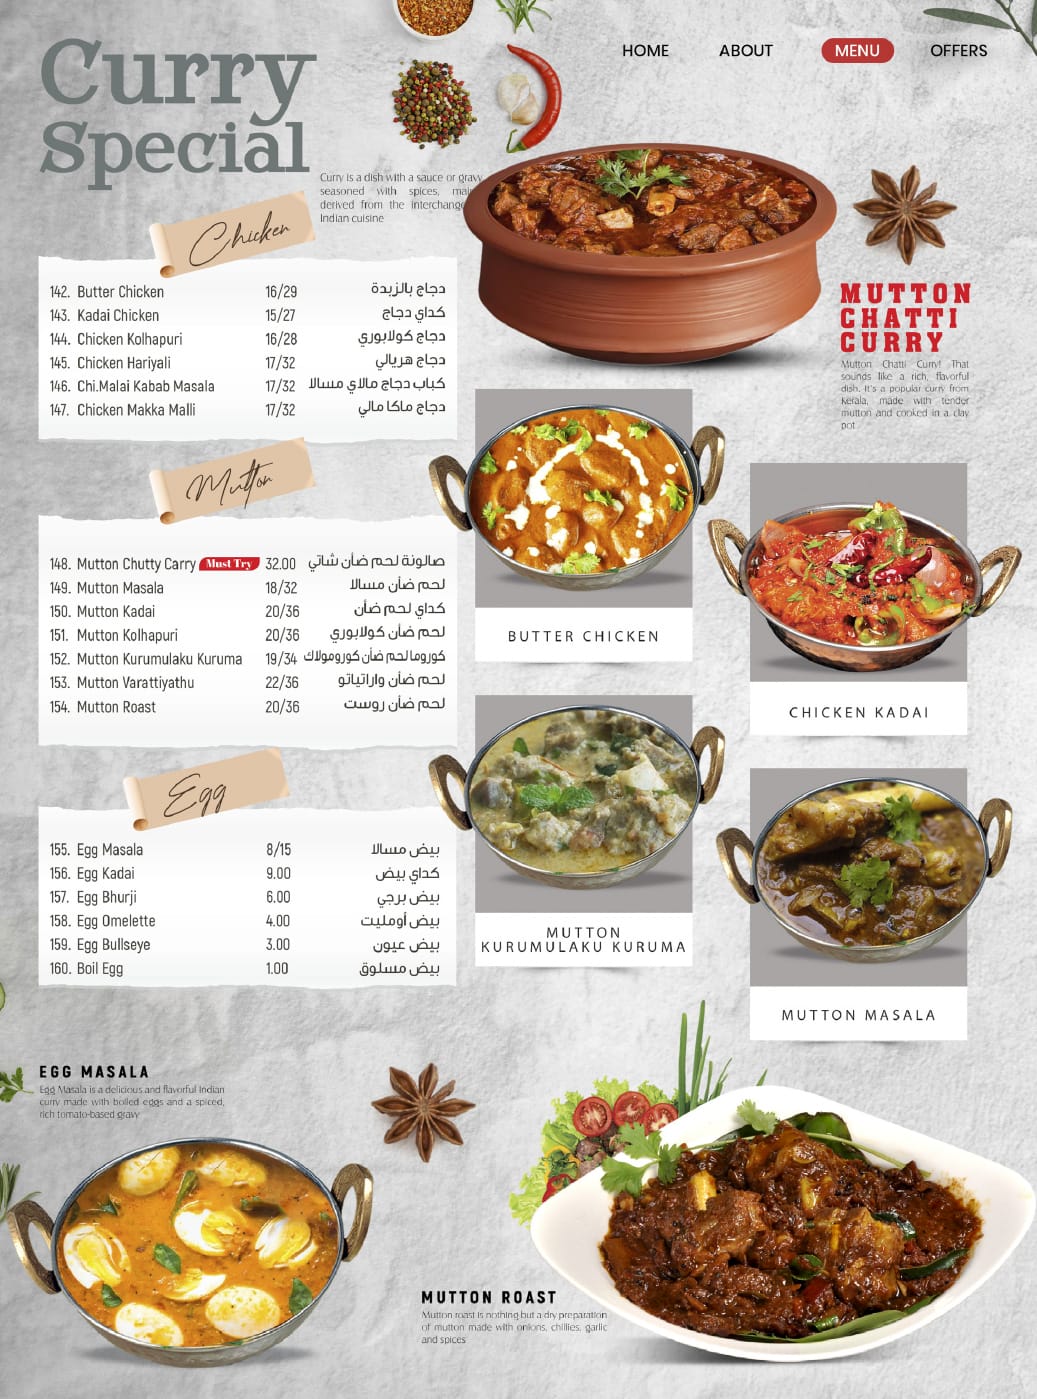 HOME ABOUT MENU OFFERS
Curry
Special
Curry is a dish with a sauce or gravy
seasoned with spices,
derived from the interchange
Indian cuisine
Chicken
142. Butter Chicken 16/29 دجاج بالزبدة
143. Kadai Chicken 15/27 كداي دجاج
144. Chicken Kolhapuri 16/28 دجاج كولابوري
145. Chicken Hariyali 17/32 دجاج هريالي
146. Chi.Malai Kabab Masala 17/32 كباب دجاج مالاي مسالا
147. Chicken Makka Malli 17/32 دجاج ماكا مالي
MUTTON
CHATTI
CURRY
Mutton Chatti Curry! That
sounds like a rich, flavorful
dish. It's a popular curry from
Kerala, made with tender
mutton and cooked in a clay
pot
Mutton
148. Mutton Chutty Carry Must Try 32.00 صالونة لحم ضأن شاتي
149. Mutton Masala 18/32 لحم ضأن مسالا
150. Mutton Kadai 20/36 كداي لحم ضأن
151. Mutton Kolhapuri 20/36 لحم ضأن كولابوري
152. Mutton Kurumulaku Kuruma 19/34 كوروما لحم ضأن كورومولاك
153. Mutton Varattiyathu 22/36 لحم ضأن واراتياتو
154. Mutton Roast 20/36 لحم ضأن روست
BUTTER CHICKEN
CHICKEN KADAI
Egg
155. Egg Masala 8/15 بيض مسالا
156. Egg Kadai 9.00 كداي بيض
157. Egg Bhurji 6.00 بيض برجي
158. Egg Omelette 4.00 بيض أومليت
159. Egg Bullseye 3.00 بيض عيون
160. Boil Egg 1.00 بيض مسلوق
MUTTON
KURUMULAKU KURUMA
MUTTON MASALA
EGG MASALA
Egg Masala is a delicious and flavorful Indian
curry made with boiled eggs and a spiced,
rich tomato-based gravy
MUTTON ROAST
Mutton roast is nothing but a dry preparation
of mutton made with onions, chillies, garlic
and spices